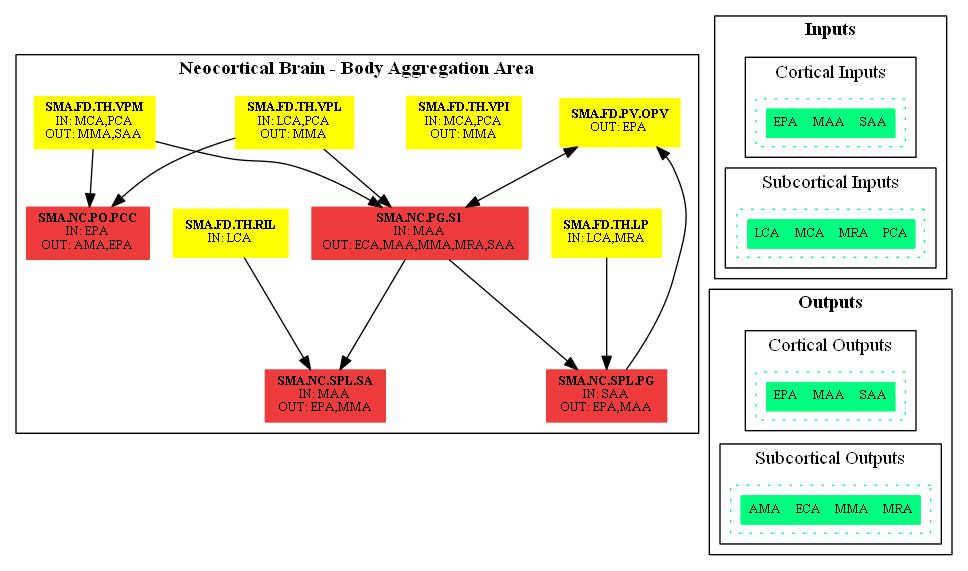 Neocortical Brain - Body Aggregation Area
SMA.FD.TH.VPM
IN: MCA,PCA
OUT: MMA,SAA
SMA.FD.TH.VPL
IN: LCA,PCA
OUT: MMA
SMA.FD.TH.VPI
IN: MCA,PCA
OUT: MMA
SMA.FD.PV.OPV
OUT: EPA
SMA.NC.PO.PCC
IN: EPA
OUT: AMA,EPA
SMA.FD.TH.RIL
IN: LCA
SMA.NC.PG.S1
IN: MAA
OUT: ECA,MAA,MMA,MRA,SAA
SMA.FD.TH.LP
IN: LCA,MRA
SMA.NC.SPL.SA
IN: MAA
OUT: EPA,MMA
SMA.NC.SPL.PG
IN: SAA
OUT: EPA,MAA
Inputs
Cortical Inputs
EPA MAA SAA
Subcortical Inputs
LCA MCA MRA PCA
Outputs
Cortical Outputs
EPA MAA SAA
Subcortical Outputs
AMA ECA MMA MRA